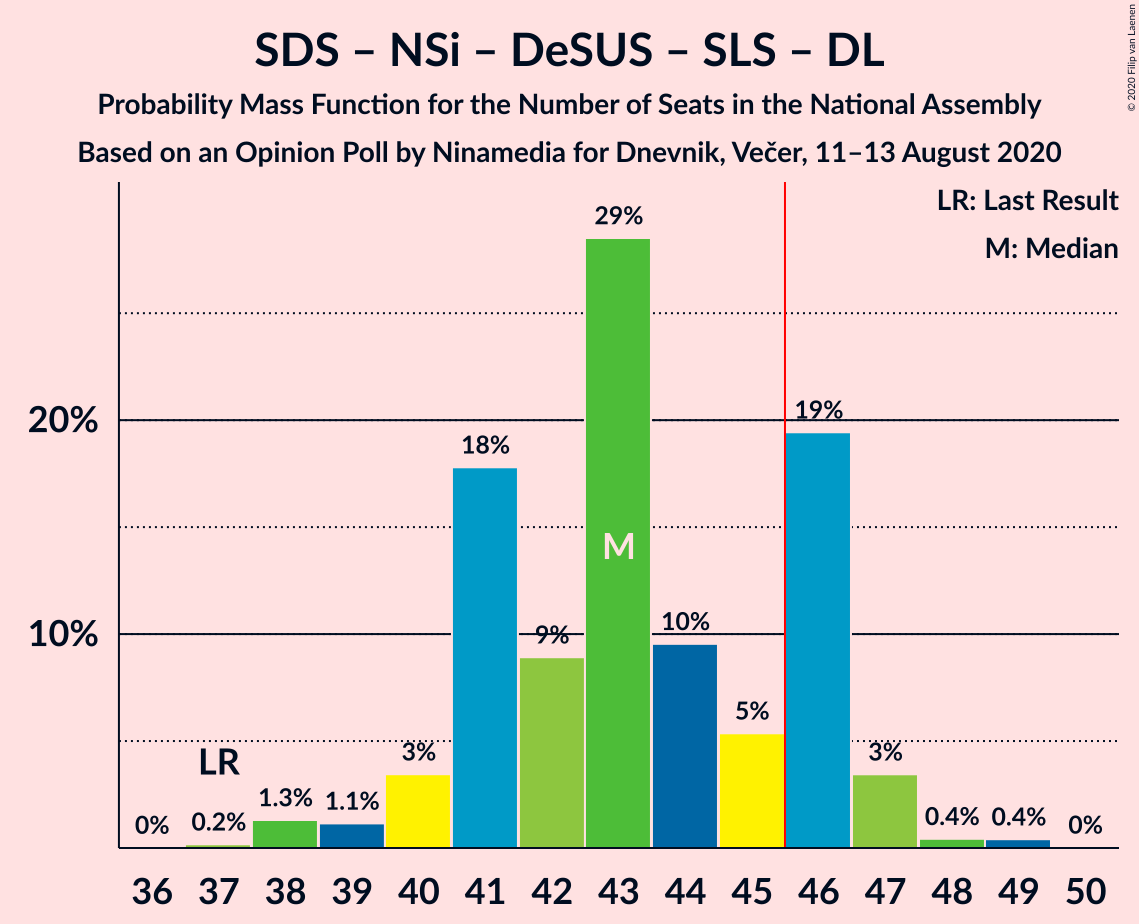 SDS – NSi – DeSUS – SLS – DL
Probability Mass Function for the Number of Seats in the National Assembly
Based on an Opinion Poll by Ninamedia for Dnevnik, Večer, 11–13 August 2020
© 2020 Filip van Laenen
LR: Last Result
M: Median
29%
20%
19%
18%
M
10%
9%
10%
5%
LR
3%
3%
0%
0.2%
1.3%
1.1%
0.4%
0.4%
0%
36 37 38 39 40 41 42 43 44 45 46 47 48 49 50